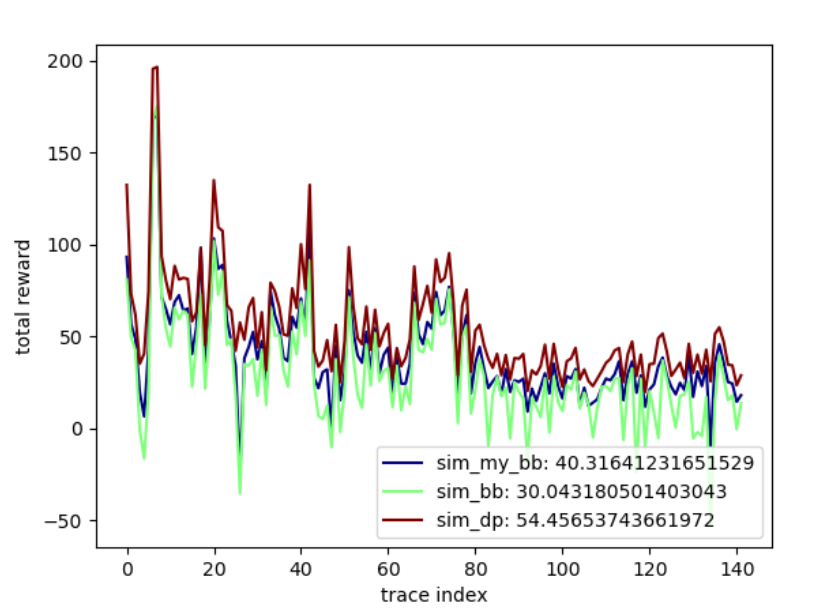 200
150
100
50
0
−50
total reward
sim_my_bb: 40.31641231651529
sim_bb: 30.043180501403043
sim_dp: 54.45653743661972
0 20 40 60 80 100 120 140
trace index